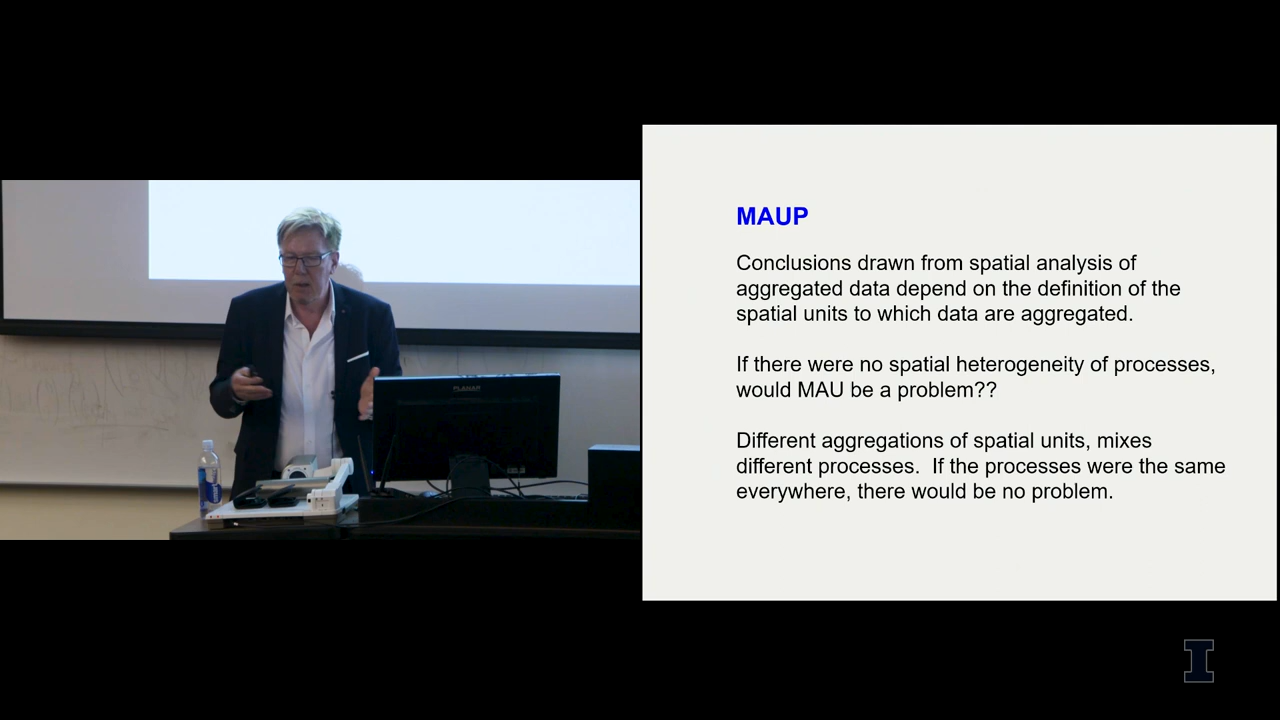 MAUP
Conclusions drawn from spatial analysis of
aggregated data depend on the definition of the
spatial units to which data are aggregated.
If there were no spatial heterogeneity of processes,
would MAU be a problem??
Different aggregations of spatial units, mixes
different processes.  If the processes were the same
everywhere, there would be no problem.
PLANAR